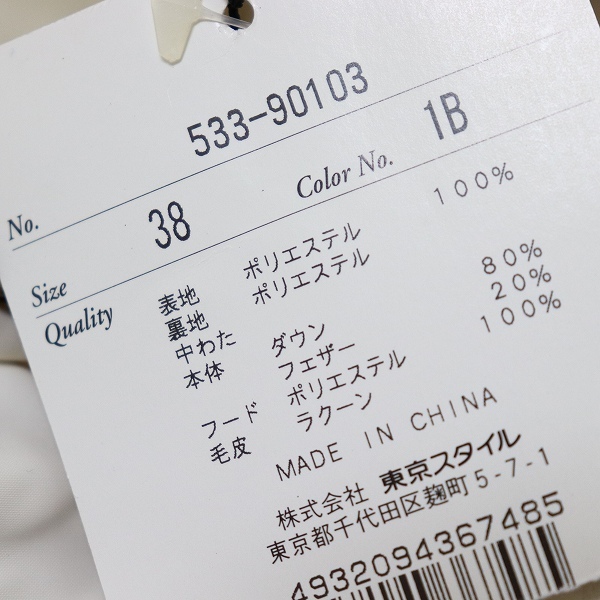 No. 533-90103
Size 38 Color No. 1B
Quality 表地 ポリエステル 100%
裏地 ポリエステル
中わた
本体 ダウン 80%
フェザー 20%
フード ポリエステル 100%
毛皮 ラクーン
MADE IN CHINA
株式会社 東京スタイル
東京都千代田区麹町5-7-1
4932094367485